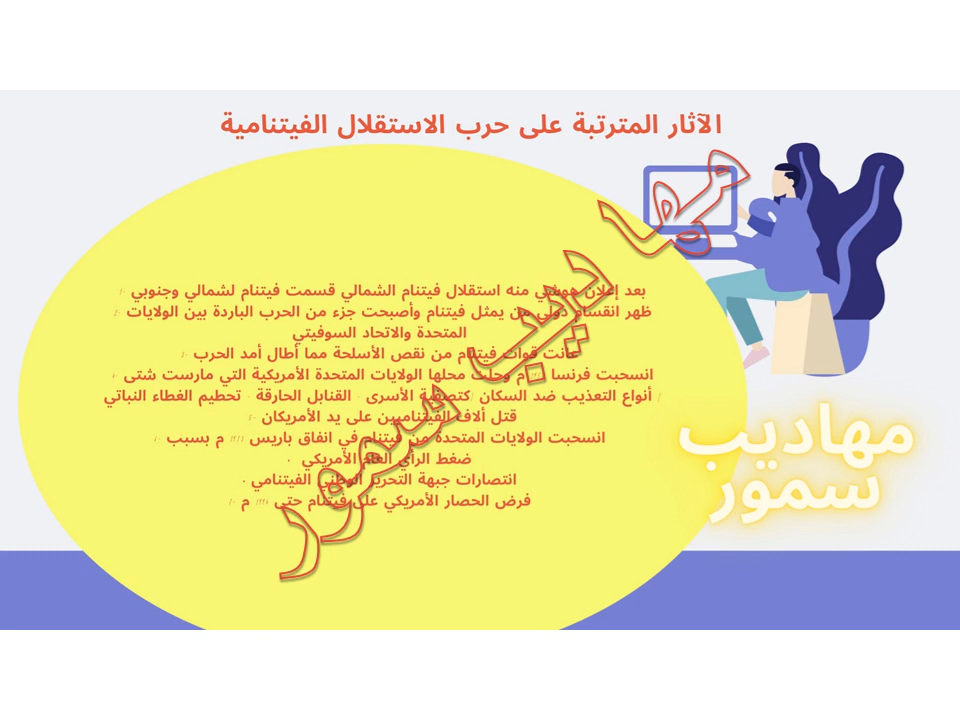 الآثار المترتبة على حرب الاستقلال الفيتنامية
بعد إعلان هوشي منه استقلال فيتنام الشمالي قسمت فيتنام لشمالي وجنوبي
ظهر انقسام دولي من يمثل فيتنام وأصبحت جزء من الحرب الباردة بين الولايات
المتحدة والاتحاد السوفيتي
عانت قوات فيتنام من نقص الأسلحة مما أطال أمد الحرب
انسحبت فرنسا م وحلت محلها الولايات المتحدة الأمريكية التي مارست شتى
أنواع التعذيب ضد السكان /كتصفية الأسرى - القنابل الحارقة - تحطيم الغطاء النباتي /
قتل ألاف الفيتناميين على يد الأمريكان
انسحبت الولايات المتحدة من فيتنام في اتفاق باريس م بسبب
ضغط الرأي العام الأمريكي
انتصارات جبهة التحرير الوطني الفيتنامي
فرض الحصار الأمريكي على فيتنام حتى م
مهاديب سمور
مهاديب
سمور